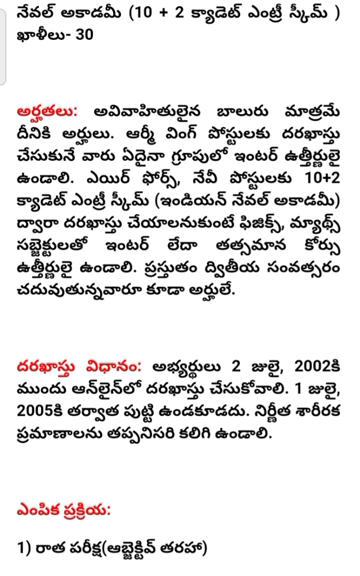 నేవల్ అకాడమీ (10 + 2 క్యాడెట్ ఎంట్రీ స్కీమ్ )
ఖాళీలు- 30
అర్హతలు: అవివాహితులైన బాలురు మాత్రమే
దీనికి అర్హులు. ఆర్మీ వింగ్ పోస్టులకు దరఖాస్తు
చేసుకునే వారు ఏదైనా గ్రూపులో ఇంటర్ ఉత్తీర్ణులై
ఉండాలి. ఎయిర్ ఫోర్స్, నేవీ పోస్టులకు 10+2
క్యాడెట్ ఎంట్రీ స్కీమ్ (ఇండియన్ నేవల్ అకాడమీ)
ద్వారా దరఖాస్తు చేయాలనుకుంటే ఫిజిక్స్, మ్యాథ్స్
సబ్జెక్టులతో ఇంటర్ లేదా తత్సమాన కోర్సు
ఉత్తీర్ణులై ఉండాలి. ప్రస్తుతం ద్వితీయ సంవత్సరం
చదువుతున్నవారూ కూడా అర్హులే.
దరఖాస్తు విధానం: అభ్యర్థులు 2 జులై, 2002కి
ముందు ఆన్‌లైన్‌లో దరఖాస్తు చేసుకోవాలి. 1 జులై,
2005కి తర్వాత పుట్టి ఉండకూడదు. నిర్ణీత శారీరక
ప్రమాణాలను తప్పనిసరి కలిగి ఉండాలి.
ఎంపిక ప్రక్రియ:
1) రాత పరీక్ష(ఆబ్జెక్టివ్ తరహా)